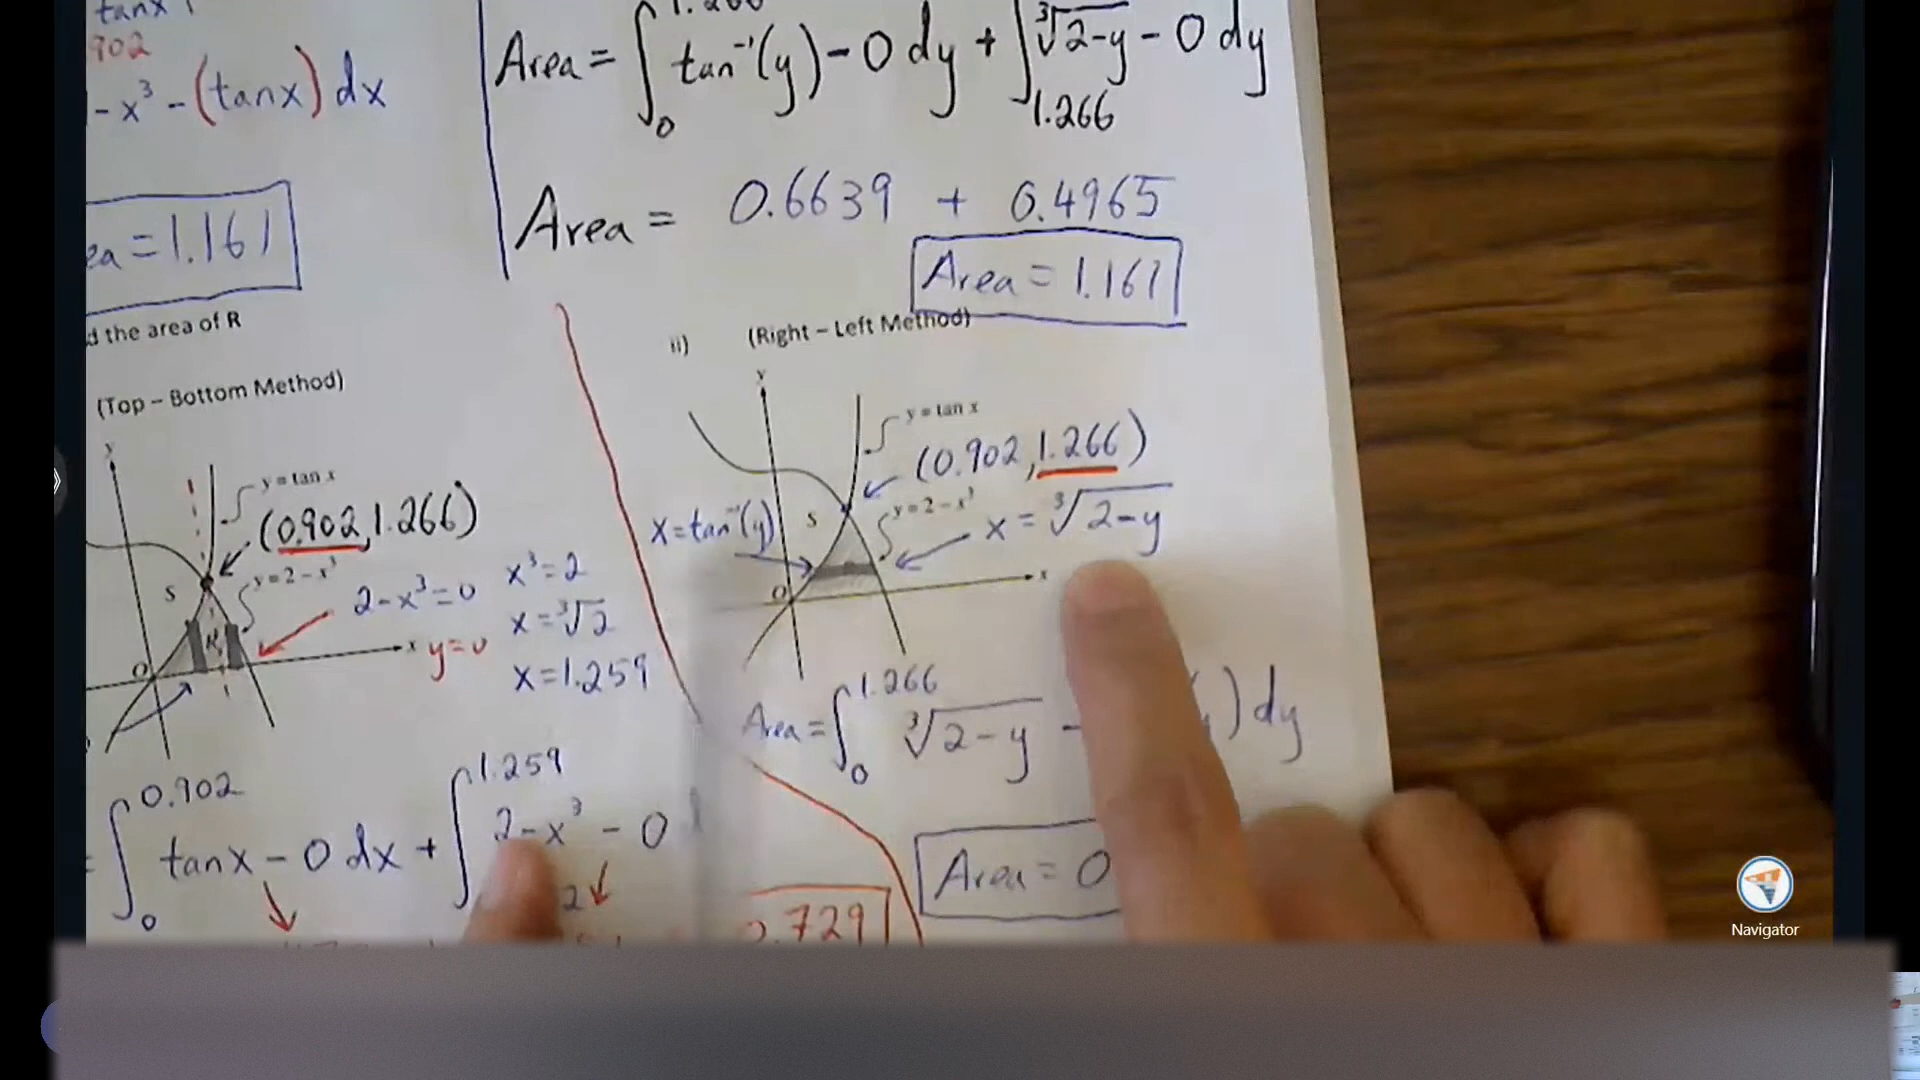 tanx
902
- x³ - (tanx) dx
ea = 1.161
d the area of R
(Top – Bottom Method)
y
y = tan x
(0.902, 1.266)
y = 2 – x³
S
R
O
x
y=0
2-x³=0
x³=2
x=∛2
x=1.259
∫₀^0.902 tanx - 0 dx + ∫^1.259 2-x³ - 0
2.729
Area = ∫₀ tan⁻¹(y) - 0 dy + ∫_1.266 ∛2-y - 0 dy
Area = 0.6639 + 0.4965
Area = 1.161
ii) (Right – Left Method)
y
y = tan x
(0.902, 1.266)
y = 2 – x³
x = ∛2-y
x=tan⁻¹(y)
S
O
x
Area = ∫₀^1.266 ∛2-y - ) dy
Area = 0
Navigator